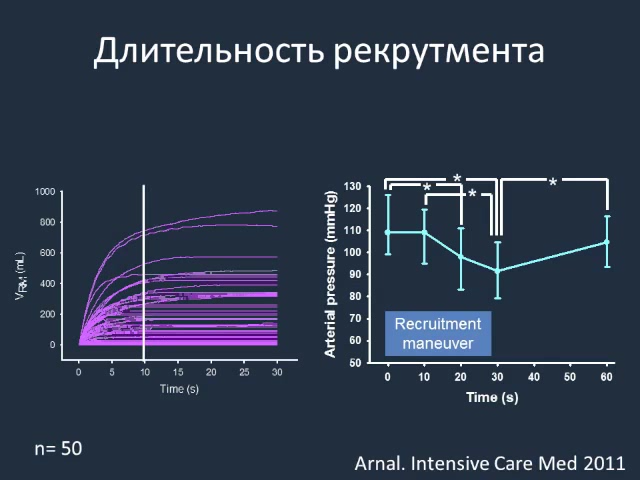 Длительность рекрутмента
1000
800
600
400
200
0
V_RM (mL)
0 5 10 15 20 25 30
Time (s)
130
120
110
100
90
80
70
60
50
Arterial pressure (mmHg)
* * * *
Recruitment
maneuver
0 10 20 30 40 50 60
Time (s)
n= 50
Arnal. Intensive Care Med 2011